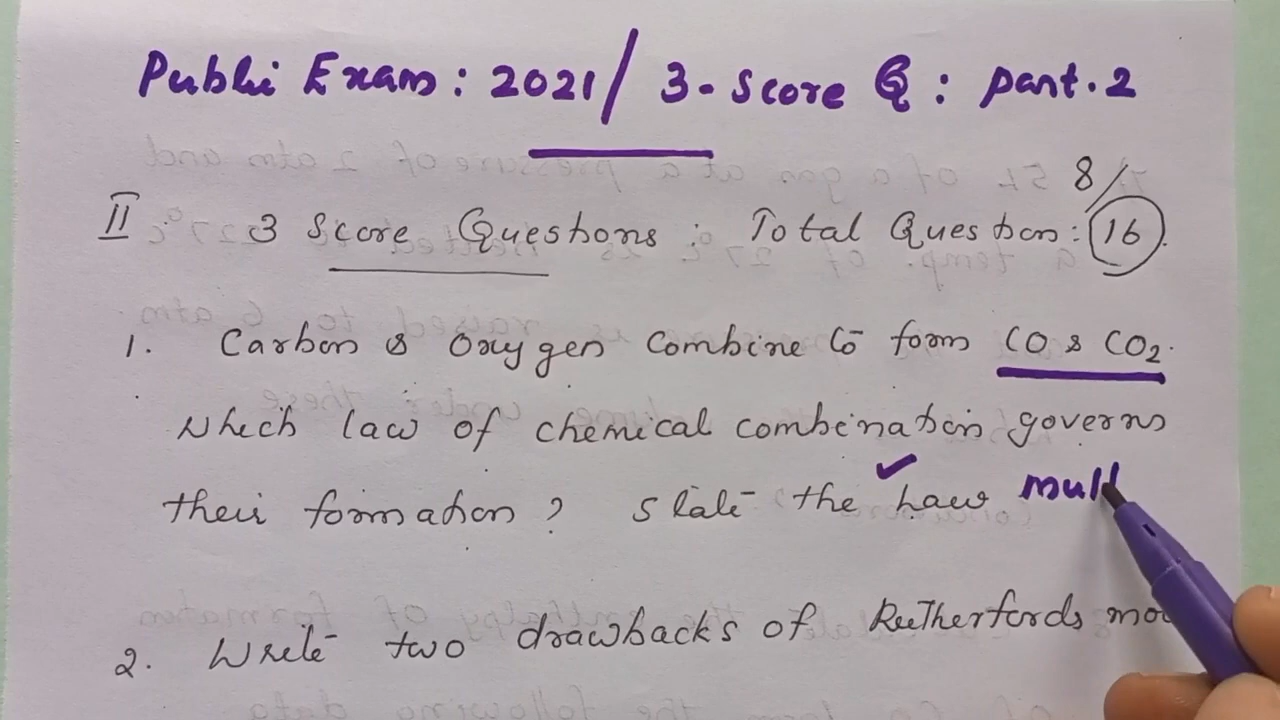 Public Exam: 2021/ 3-Score Q: part.2
8/
II 3 Score Questions: Total Question: 16.
1. Carbon & Oxygen Combine to form CO & CO2.
which law of chemical combination governs
their formation? State the Law mult
2. Write two drawbacks of Rutherfords mo